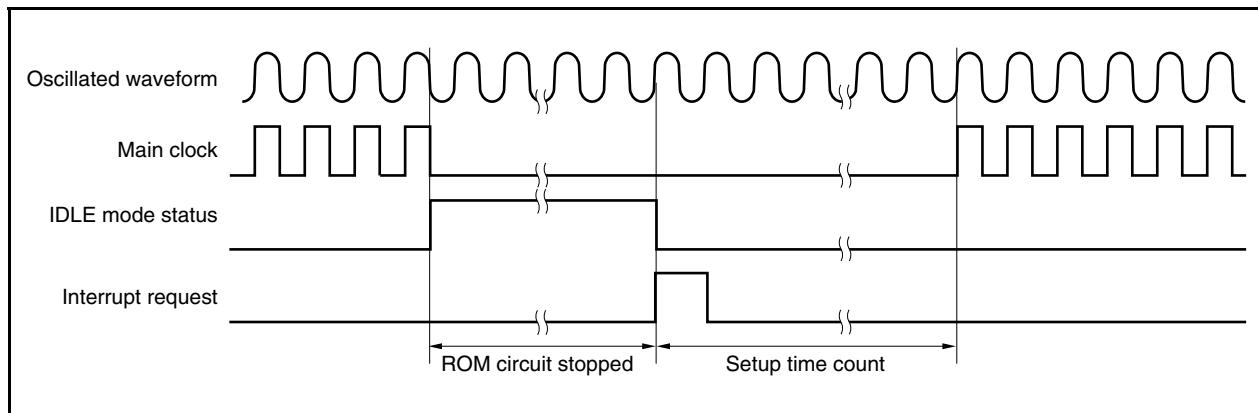 Oscillated waveform
Main clock
IDLE mode status
Interrupt request
ROM circuit stopped
Setup time count